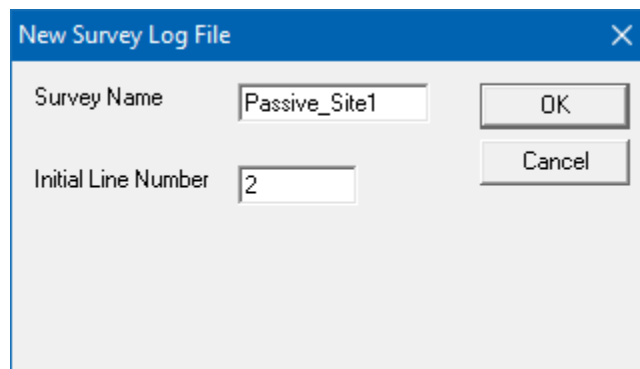 New Survey Log File
Survey Name Passive_Site1 OK
Cancel
Initial Line Number 2